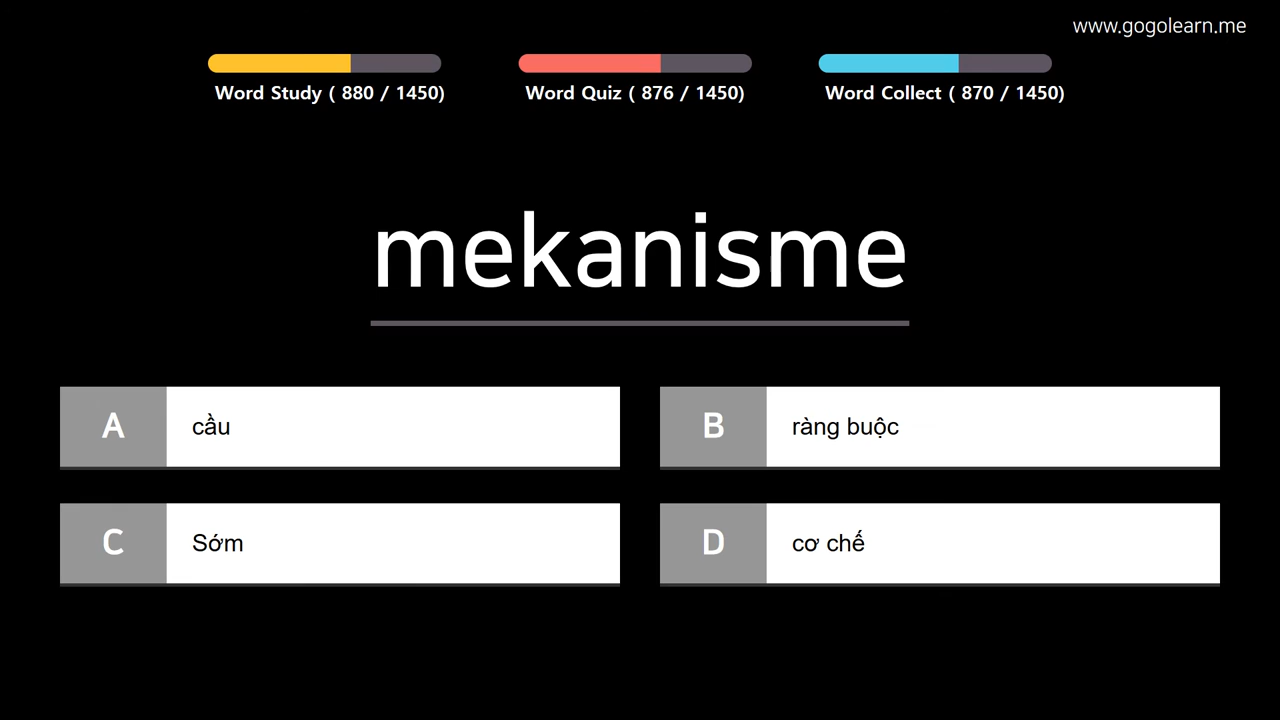 www.gogolearn.me
Word Study ( 880 / 1450)
Word Quiz ( 876 / 1450)
Word Collect ( 870 / 1450)
mekanisme
A cầu
B ràng buộc
C Sớm
D cơ chế